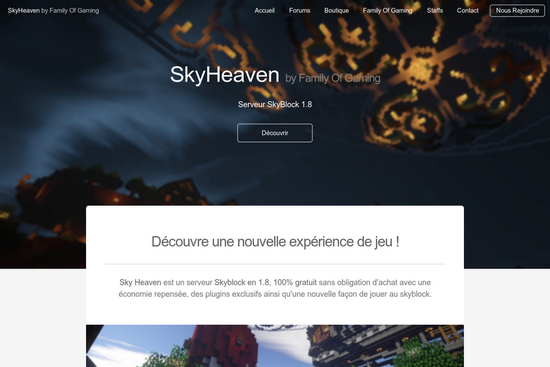 SkyHeaven by Family Of Gaming
Accueil Forums Boutique Family Of Gaming Staffs Contact Nous Rejoindre
SkyHeaven by Family Of Gaming
Serveur SkyBlock 1.8
Découvrir
Découvre une nouvelle expérience de jeu !
Sky Heaven est un serveur Skyblock en 1.8, 100% gratuit sans obligation d'achat avec une
économie repensée, des plugins exclusifs ainsi qu'une nouvelle façon de jouer au skyblock.